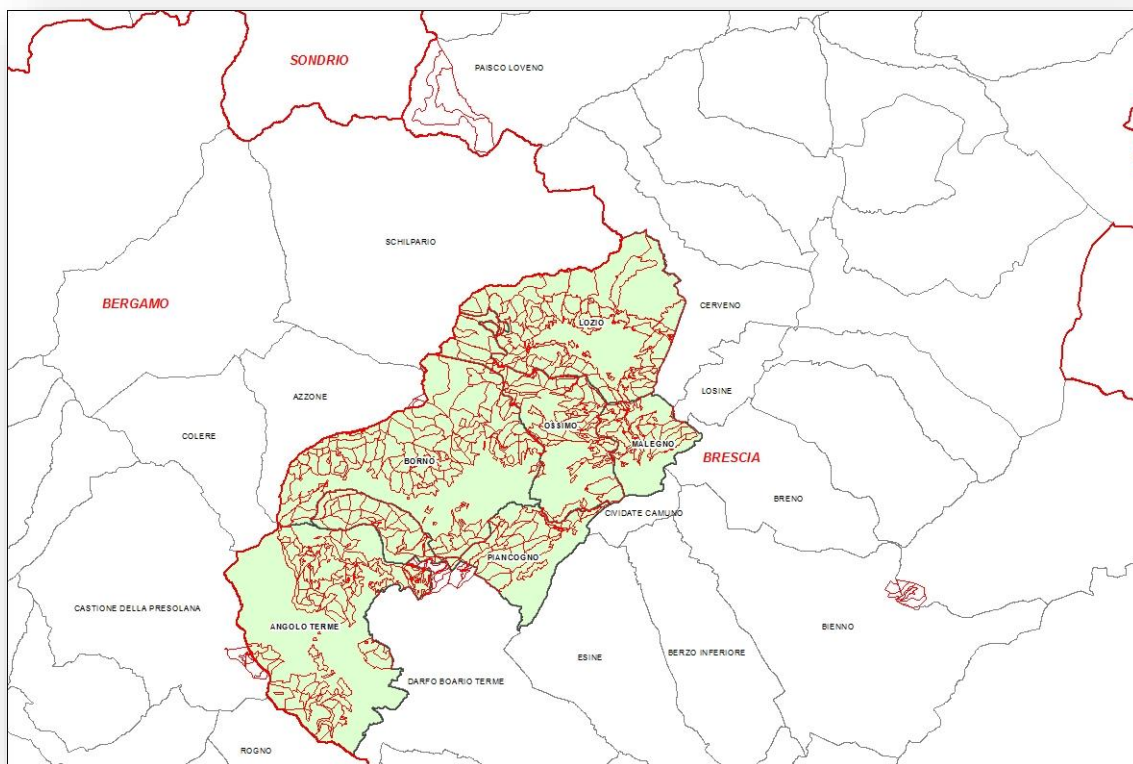 SONDRIO
PAISCO LOVENO
SCHILPARIO
BERGAMO
CERVENO
LOZIO
LOSINE
AZZONE
COLERE
OSSIMO
MALEGNO
BORNO
BRESCIA
BRENO
CIVIDATE CAMUNO
PIANCOGNO
CASTIONE DELLA PRESOLANA
ANGOLO TERME
BIENNO
BERZO INFERIORE
ESINE
DARFO BOARIO TERME
ROGNO